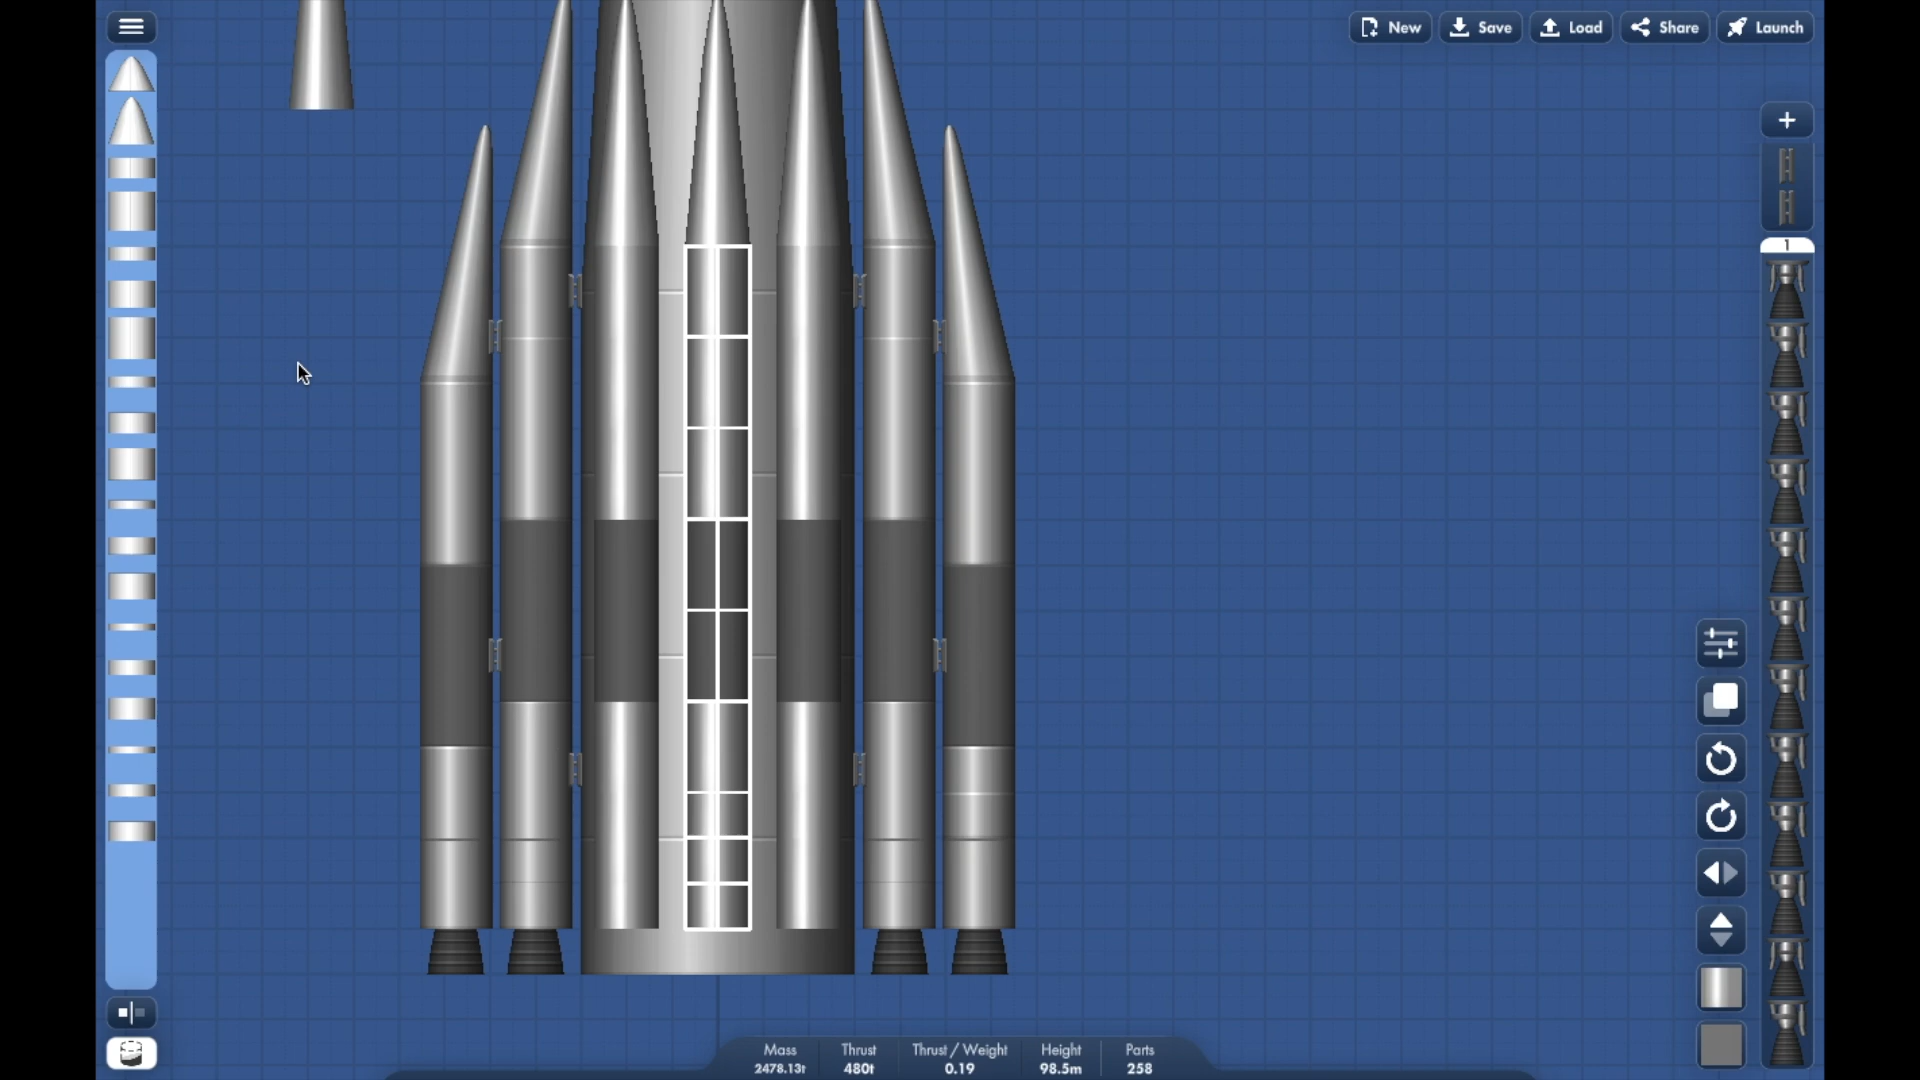 New Save Load Share Launch
1
Mass Thrust Thrust / Weight Height Parts
2478.13t 480t 0.19 98.5m 258